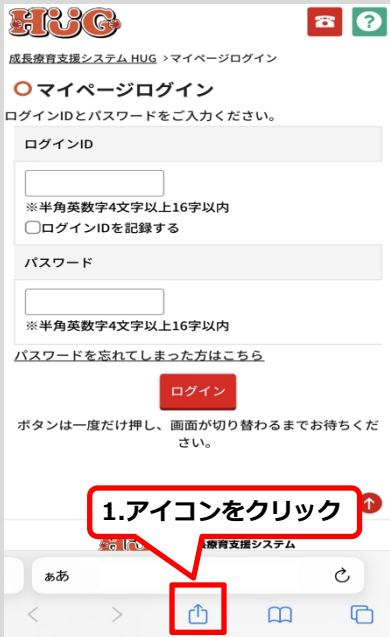 HUG
?
成長療育支援システム HUG >マイページログイン
マイページログイン
ログインIDとパスワードをご入力ください。
ログインID
※半角英数字4文字以上16字以内
ログインIDを記録する
パスワード
※半角英数字4文字以上16字以内
パスワードを忘れてしまった方はこちら
ログイン
ボタンは一度だけ押し、画面が切り替わるまでお待ちくだ
さい。
1.アイコンをクリック
療育支援システム
ぁあ